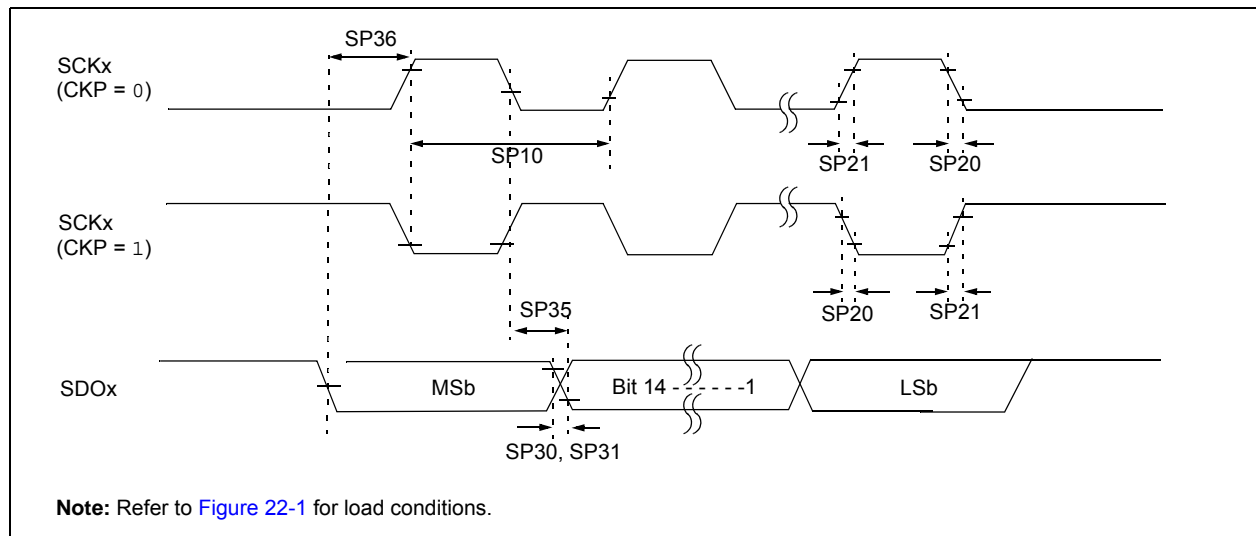 SP36
SCKx
(CKP = 0)
SP10
SP21
SP20
SCKx
(CKP = 1)
SP35
SP20
SP21
SDOx
MSb
Bit 14 - - - - - -1
LSb
SP30, SP31
Note: Refer to Figure 22-1 for load conditions.